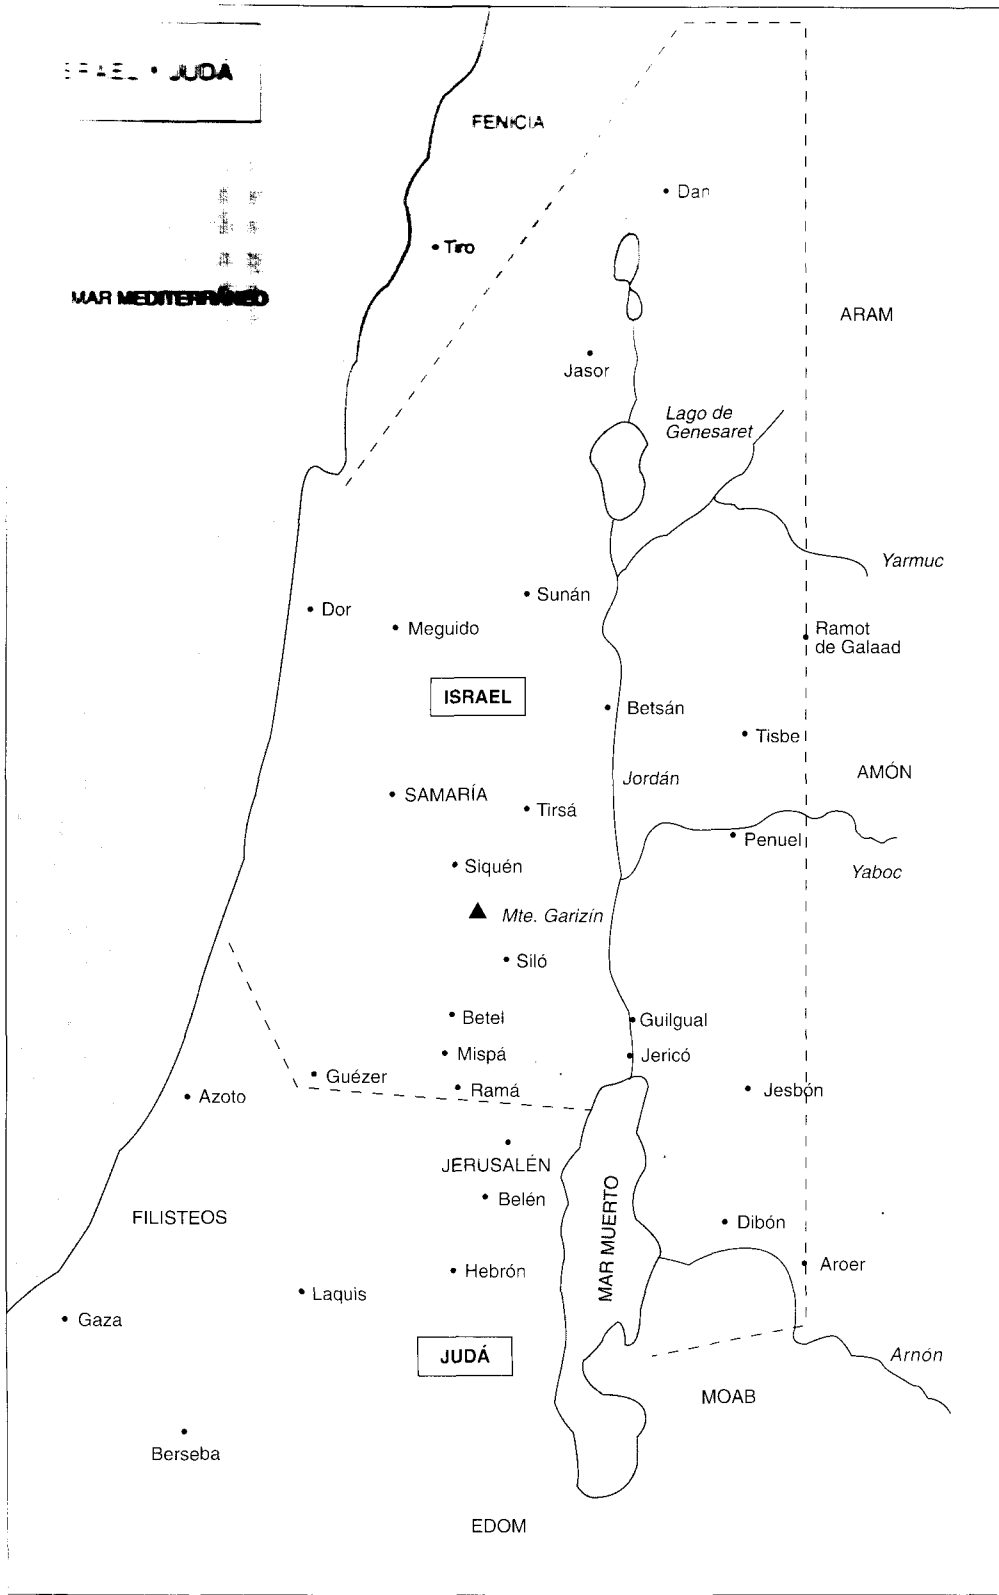 ISRAEL • JUDÁ
FENICIA
Dan
Tiro
MAR MEDITERRÁNEO
ARAM
Jasor
Lago de
Genesaret
Yarmuc
Sunán
Dor
Meguido
Ramot
de Galaad
ISRAEL
Betsán
Tisbe
Jordán
AMÓN
SAMARÍA
Tirsá
Penuel
Siquén
Yaboc
Mte. Garizín
Siló
Betel
Guilgual
Mispá
Jericó
Guézer
Ramá
Jesbón
Azoto
JERUSALÉN
Belén
FILISTEOS
MAR MUERTO
Dibón
Hebrón
Aroer
Laquis
Gaza
JUDÁ
Arnón
MOAB
Berseba
EDOM